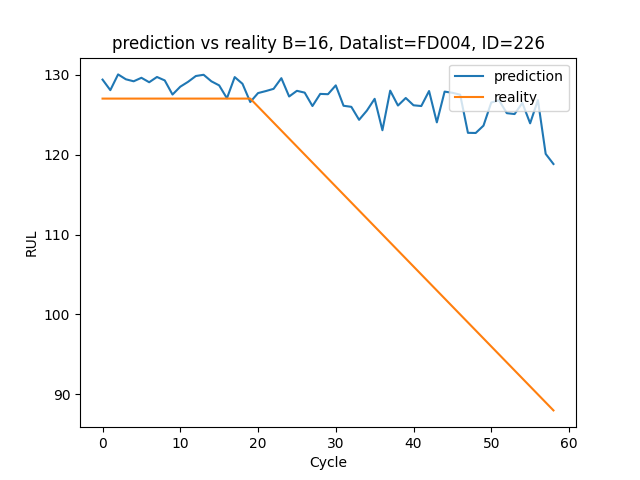 prediction vs reality B=16, Datalist=FD004, ID=226
prediction
reality
RUL
130
120
110
100
90
0 10 20 30 40 50 60
Cycle